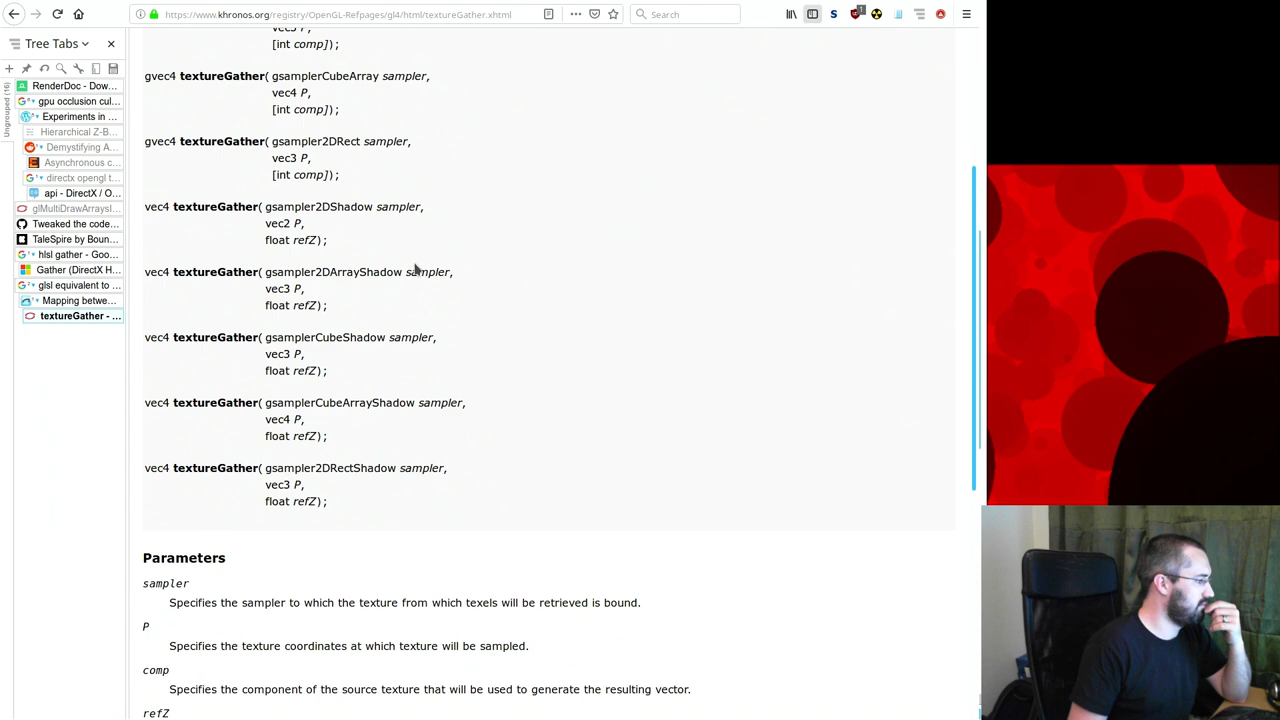 https://www.khronos.org/registry/OpenGL-Refpages/gl4/html/textureGather.xhtml
Search
S
1
Tree Tabs
Ungrouped (16)
RenderDoc - Dow...
gpu occlusion cul...
Experiments in ...
Hierarchical Z-B...
Demystifying A...
Asynchronous c...
directx opengl t...
api - DirectX / O...
glMultiDrawArraysI...
Tweaked the code...
TaleSpire by Boun...
hlsl gather - Goo...
Gather (DirectX H...
glsl equivalent to ...
Mapping betwe...
textureGather - ...
vec3 P,
[int comp]);
gvec4 textureGather( gsamplerCubeArray sampler,
vec4 P,
[int comp]);
gvec4 textureGather( gsampler2DRect sampler,
vec3 P,
[int comp]);
vec4 textureGather( gsampler2DShadow sampler,
vec2 P,
float refZ);
vec4 textureGather( gsampler2DArrayShadow sampler,
vec3 P,
float refZ);
vec4 textureGather( gsamplerCubeShadow sampler,
vec3 P,
float refZ);
vec4 textureGather( gsamplerCubeArrayShadow sampler,
vec4 P,
float refZ);
vec4 textureGather( gsampler2DRectShadow sampler,
vec3 P,
float refZ);
Parameters
sampler
Specifies the sampler to which the texture from which texels will be retrieved is bound.
P
Specifies the texture coordinates at which texture will be sampled.
comp
Specifies the component of the source texture that will be used to generate the resulting vector.
refZ